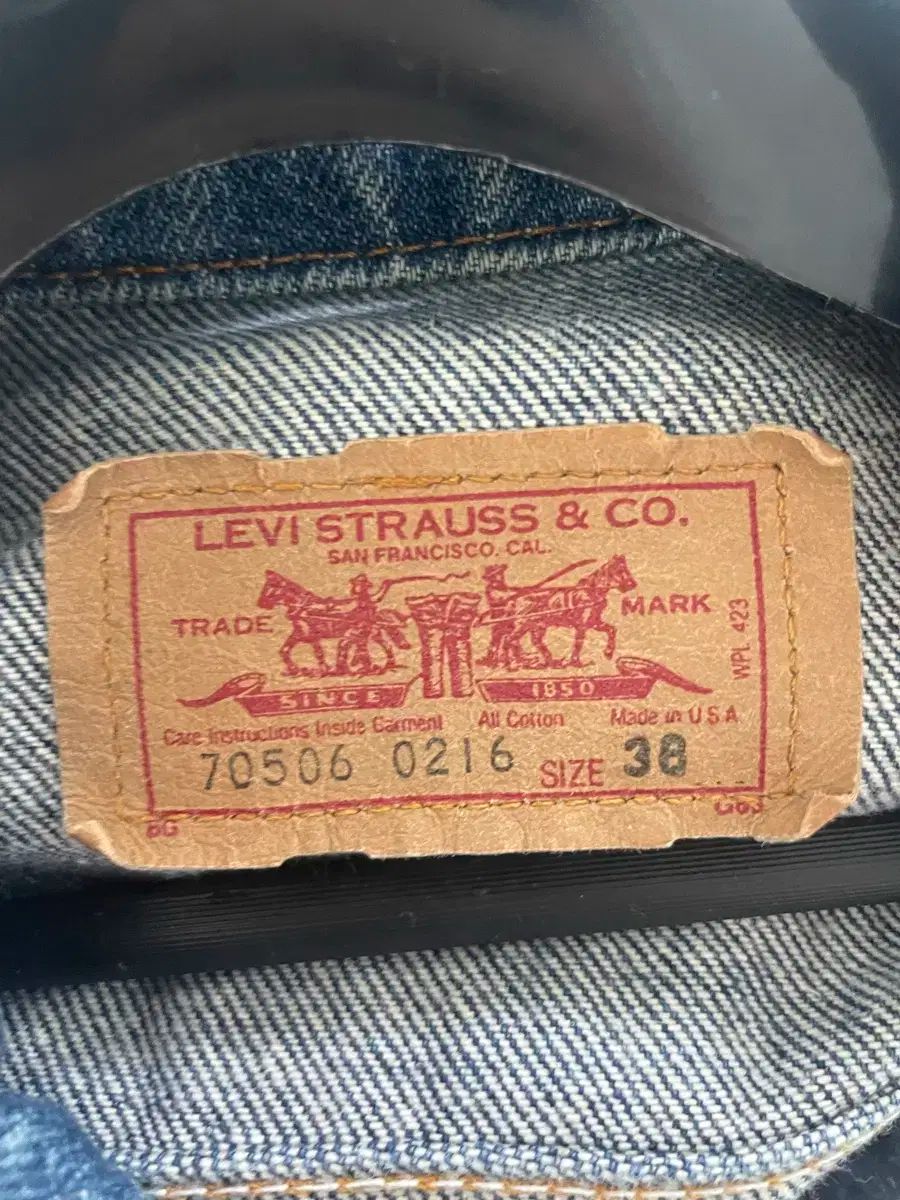 LEVI STRAUSS & CO.
SAN FRANCISCO, CAL.
TRADE MARK
WPL 423
SINCE 1850
Care Instructions Inside Garment All Cotton Made in U S A
70506 0216 SIZE 38